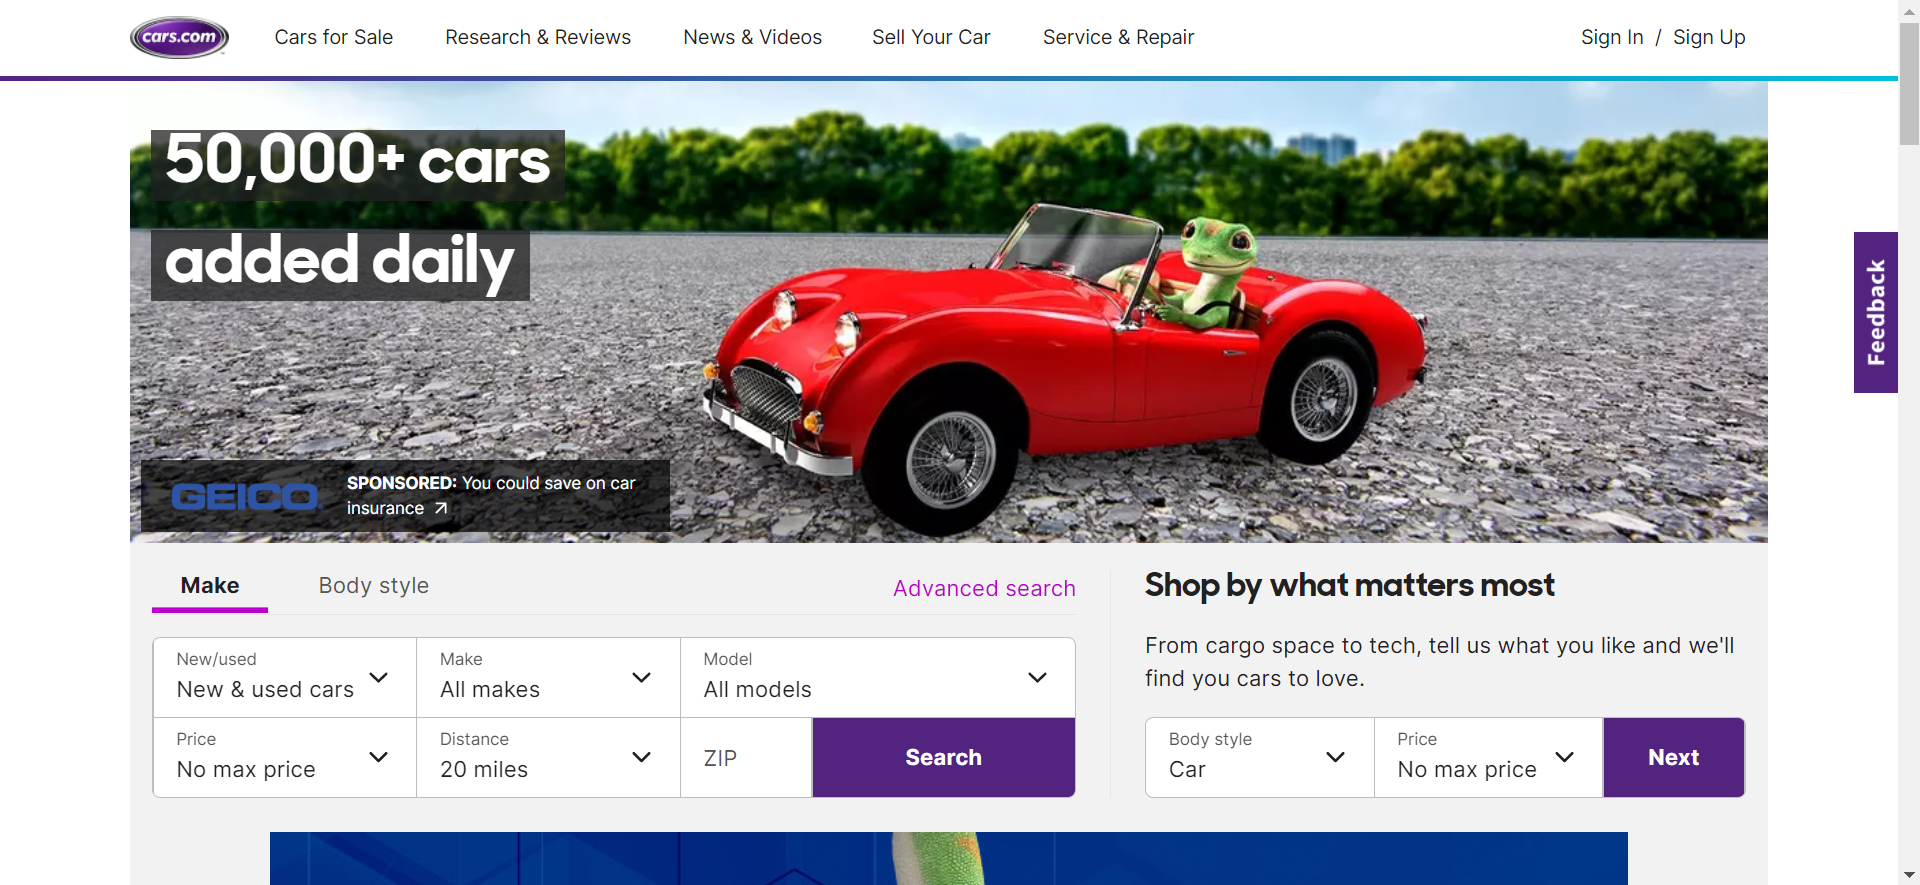 cars.com
Cars for Sale
Research & Reviews
News & Videos
Sell Your Car
Service & Repair
Sign In / Sign Up
50,000+ cars
added daily
Feedback
GEICO
SPONSORED: You could save on car
insurance
Make
Body style
Advanced search
New/used
New & used cars
Make
All makes
Model
All models
Price
No max price
Distance
20 miles
ZIP
Search
Shop by what matters most
From cargo space to tech, tell us what you like and we'll
find you cars to love.
Body style
Car
Price
No max price
Next